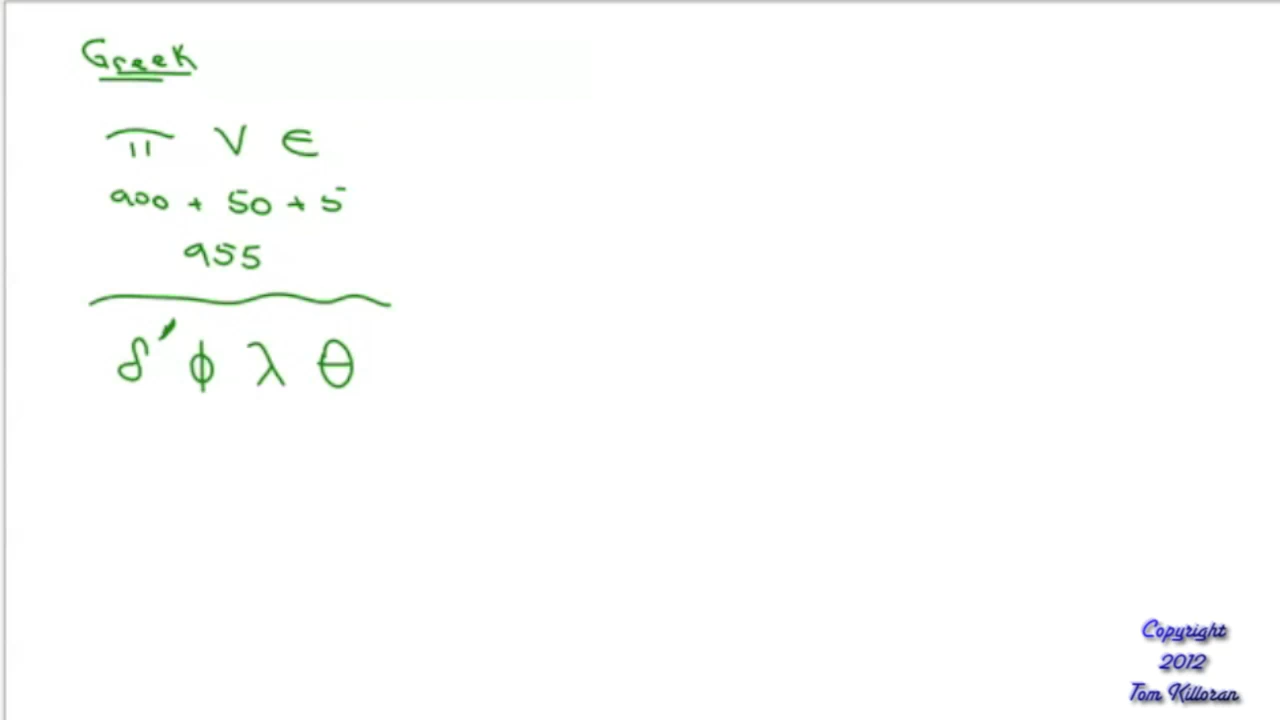 Greek
ϡ ν ϵ
900 + 50 + 5
955
δ′ ϕ λ θ
Copyright
2012
Tom Killoran